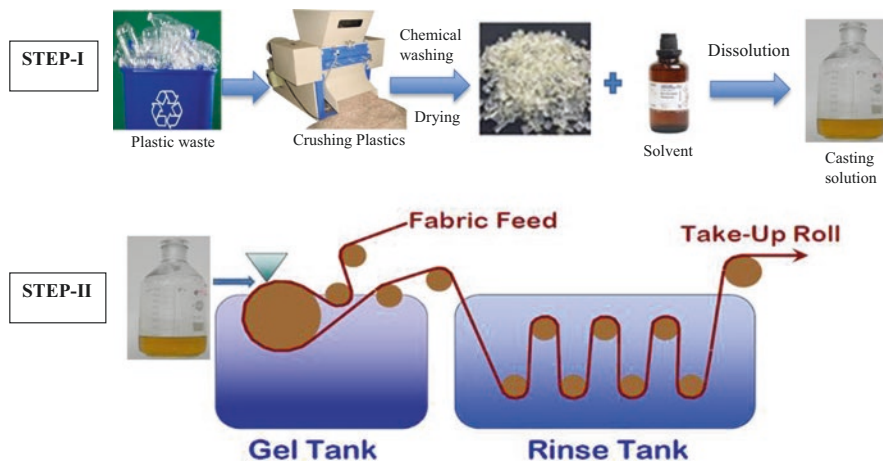 STEP-I
Chemical
washing
Drying
Dissolution
Plastic waste
Crushing Plastics
Solvent
Casting
solution
Fabric Feed
Take-Up Roll
STEP-II
Gel Tank
Rinse Tank